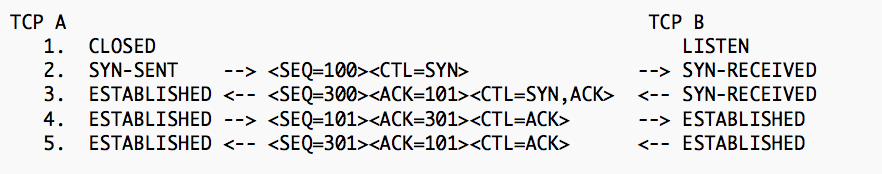 TCP A TCP B
1. CLOSED LISTEN
2. SYN-SENT --> <SEQ=100><CTL=SYN> --> SYN-RECEIVED
3. ESTABLISHED <-- <SEQ=300><ACK=101><CTL=SYN,ACK> <-- SYN-RECEIVED
4. ESTABLISHED --> <SEQ=101><ACK=301><CTL=ACK> --> ESTABLISHED
5. ESTABLISHED <-- <SEQ=301><ACK=101><CTL=ACK> <-- ESTABLISHED